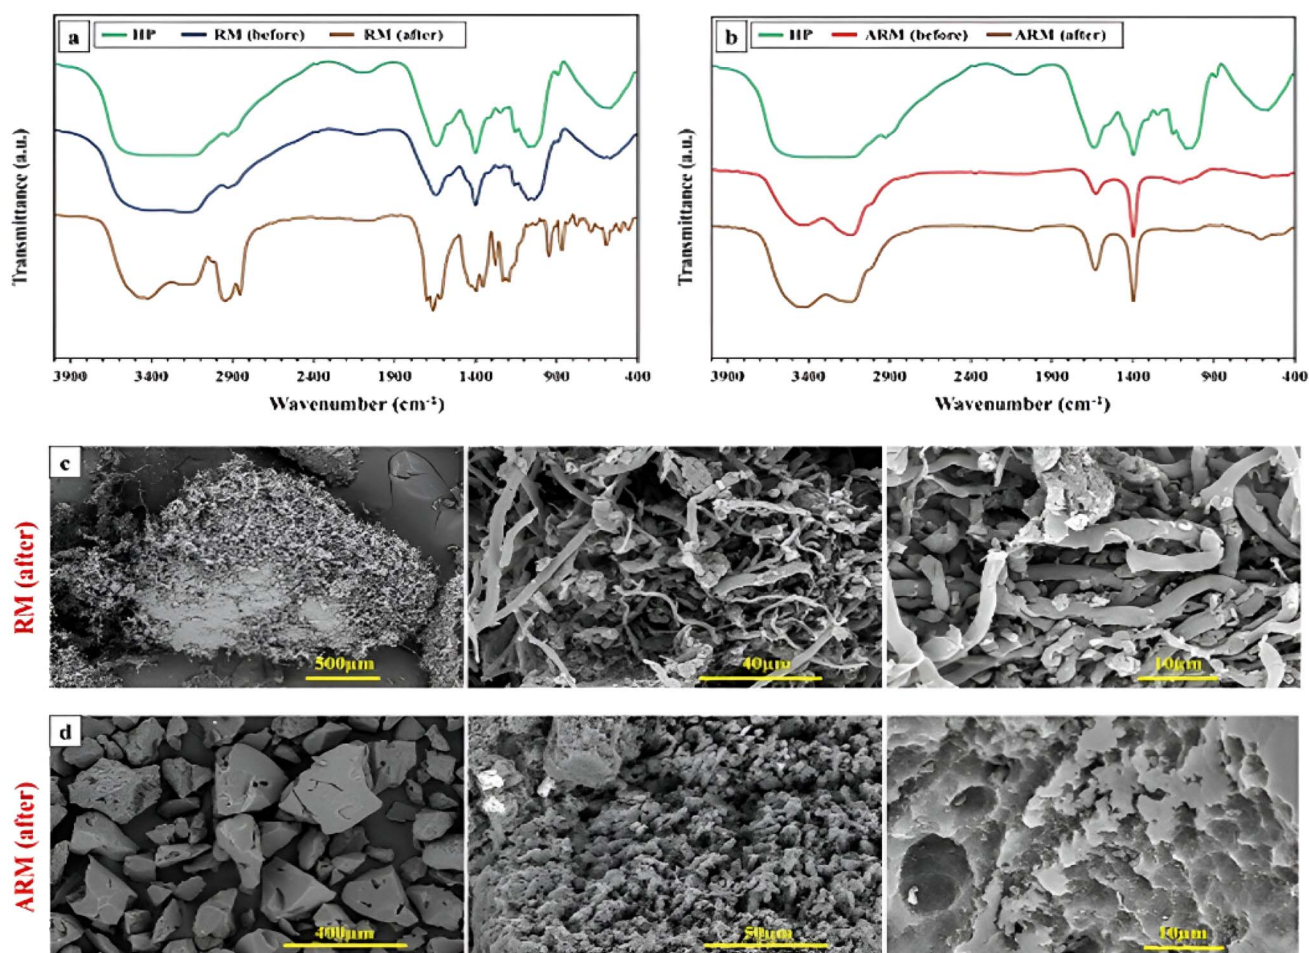 a HP RM (before) RM (after)
Transmittance (a.u.)
3900 3400 2900 2400 1900 1400 900 400
Wavenumber (cm⁻¹)
b HP ARM (before) ARM (after)
Transmittance (a.u.)
3900 3400 2900 2400 1900 1400 900 400
Wavenumber (cm⁻¹)
c
RM (after)
500µm
40µm
10µm
d
ARM (after)
400µm
50µm
10µm